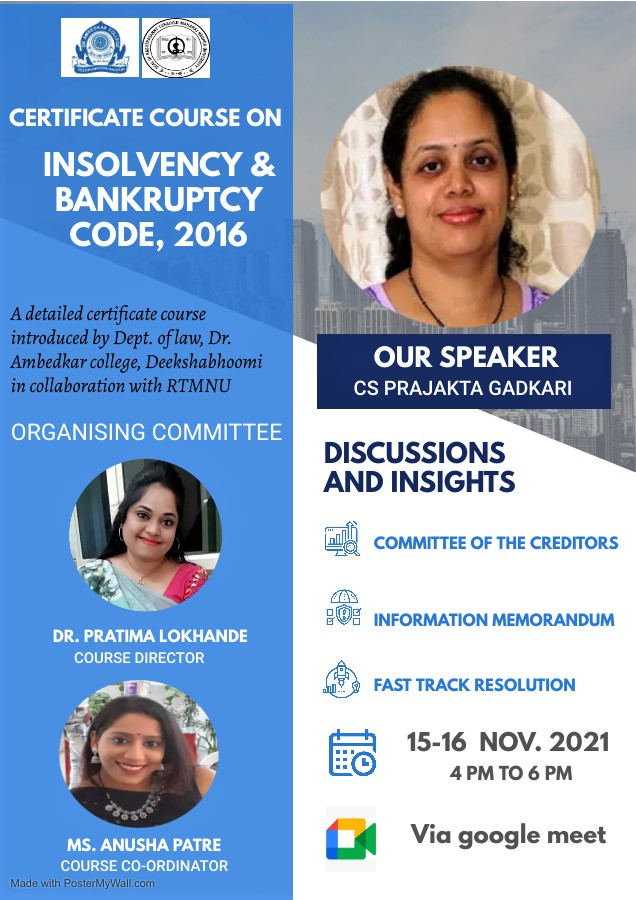 CERTIFICATE COURSE ON
INSOLVENCY &
BANKRUPTCY
CODE, 2016
A detailed certificate course
introduced by Dept. of law, Dr.
Ambedkar college, Deekshabhoomi
in collaboration with RTMNU
ORGANISING COMMITTEE
DR. PRATIMA LOKHANDE
COURSE DIRECTOR
MS. ANUSHA PATRE
COURSE CO-ORDINATOR
Made with PosterMyWall.com
OUR SPEAKER
CS PRAJAKTA GADKARI
DISCUSSIONS
AND INSIGHTS
COMMITTEE OF THE CREDITORS
INFORMATION MEMORANDUM
FAST TRACK RESOLUTION
15-16 NOV. 2021
4 PM TO 6 PM
Via google meet